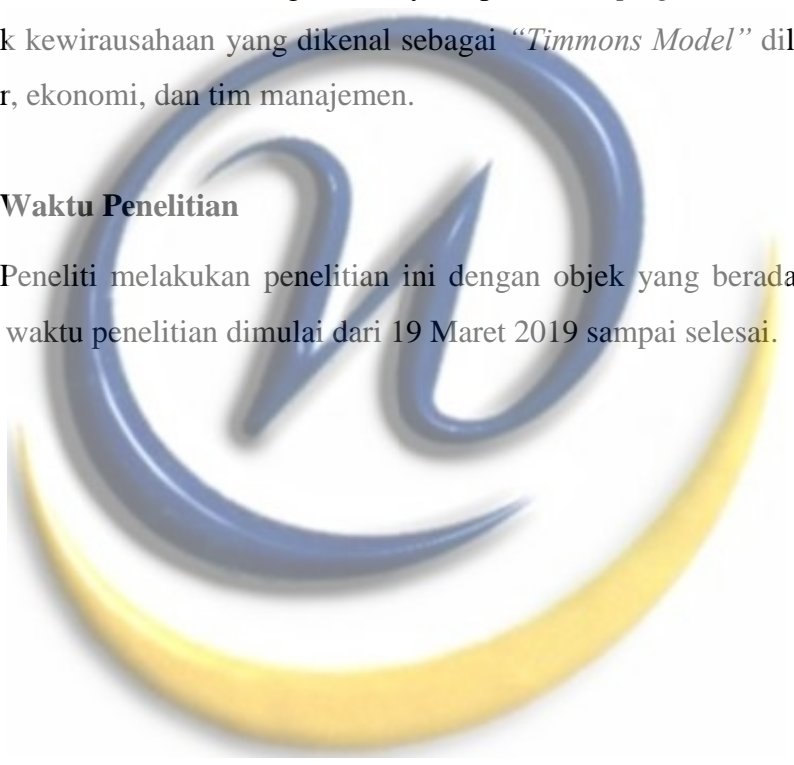 k kewirausahaan yang dikenal sebagai “Timmons Model” dil
r, ekonomi, dan tim manajemen.
Waktu Penelitian
Peneliti melakukan penelitian ini dengan objek yang berada
waktu penelitian dimulai dari 19 Maret 2019 sampai selesai.